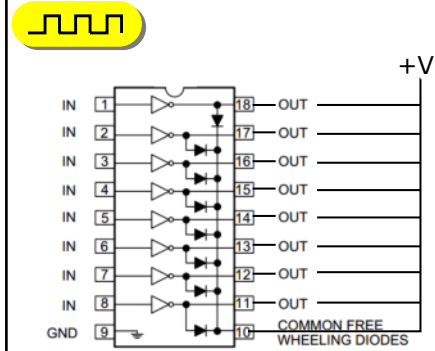 +V
IN 1 18 OUT
IN 2 17 OUT
IN 3 16 OUT
IN 4 15 OUT
IN 5 14 OUT
IN 6 13 OUT
IN 7 12 OUT
IN 8 11 OUT
GND 9 10 COMMON FREE
WHEELING DIODES